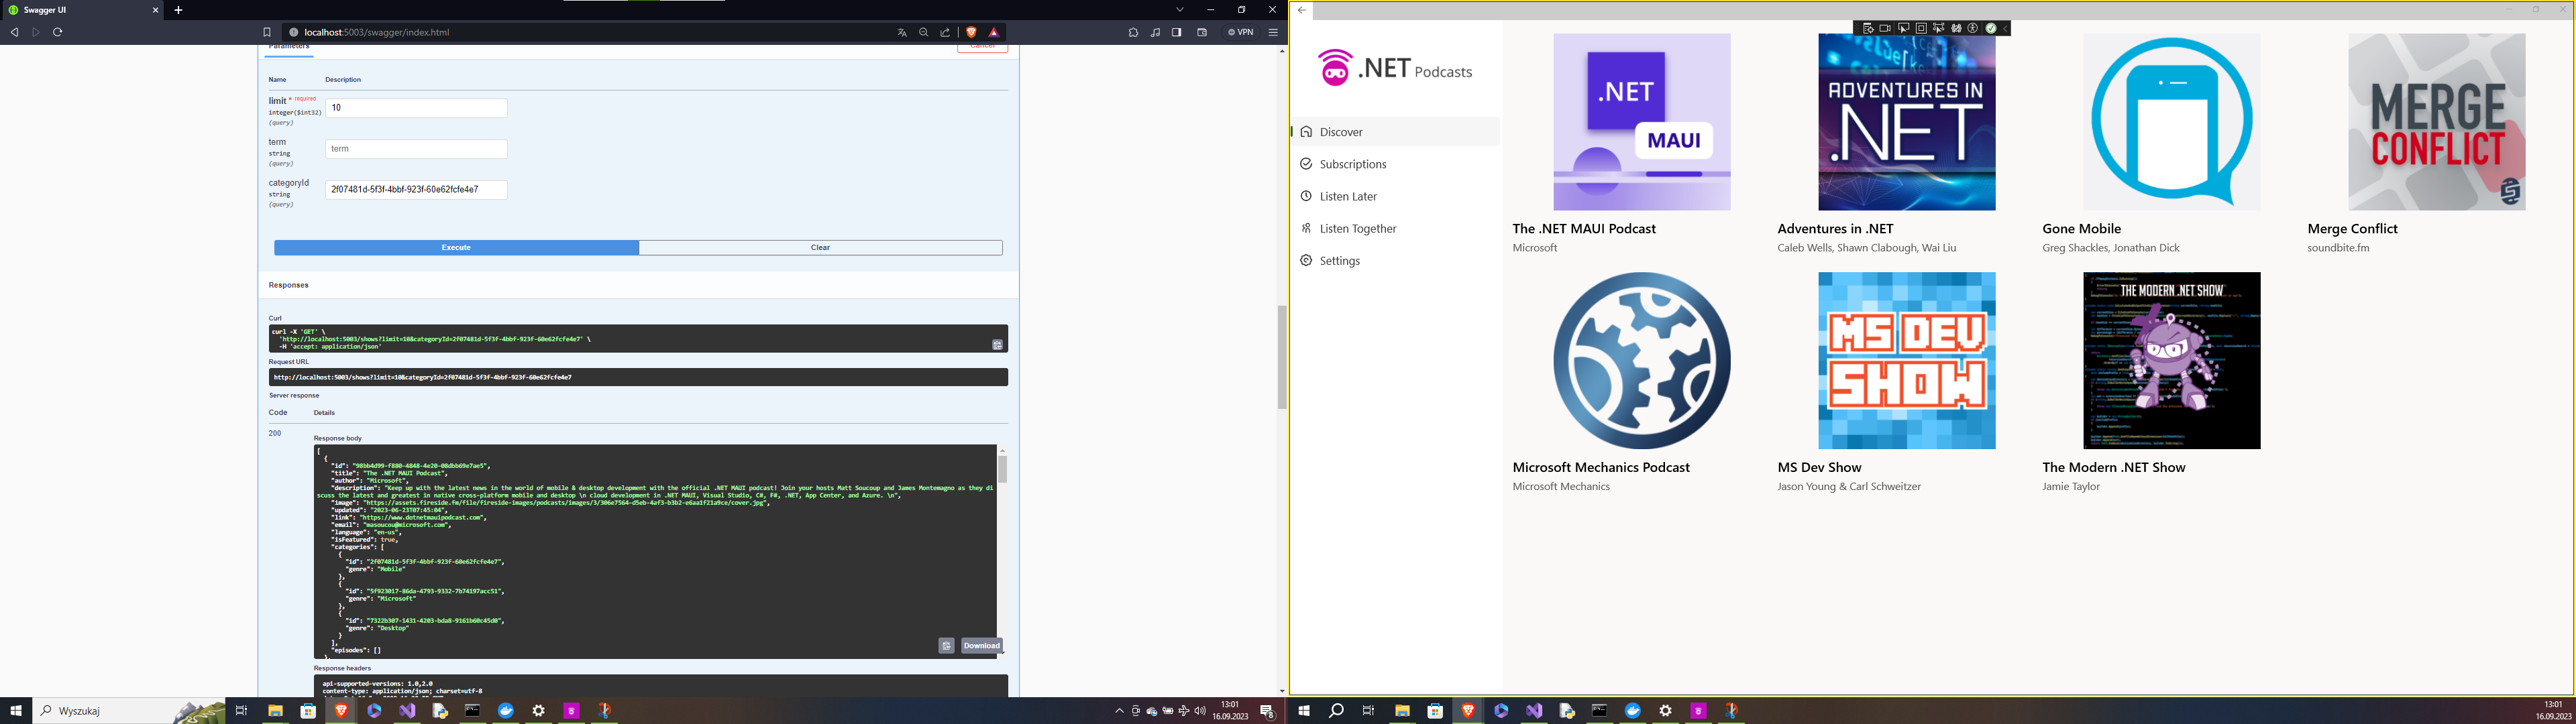 Swagger UI
localhost:5003/swagger/index.html
VPN
Parameters
Cancel
Name
Description
limit * required
integer($int32)
(query)
10
term
string
(query)
term
categoryId
string
(query)
2f07481d-5f3f-4bbf-923f-60e62fcfe4e7
Execute
Clear
Responses
Curl
curl -X 'GET' \
'http://localhost:5003/shows?limit=10&categoryId=2f07481d-5f3f-4bbf-923f-60e62fcfe4e7' \
-H 'accept: application/json'
Request URL
http://localhost:5003/shows?limit=10&categoryId=2f07481d-5f3f-4bbf-923f-60e62fcfe4e7
Server response
Code
Details
200
Response body
[
{
"id": "98bb4d99-f880-4848-4e20-08dbb69e7ae5",
"title": "The .NET MAUI Podcast",
"author": "Microsoft",
"description": "Keep up with the latest news in the world of mobile & desktop development with the official .NET MAUI podcast! Join your hosts Matt Soucoup and James Montemagno as they di
scuss the latest and greatest in native cross-platform mobile and desktop \n cloud development in .NET MAUI, Visual Studio, C#, F#, .NET, App Center, and Azure. \n",
"image": "https://assets.fireside.fm/file/fireside-images/podcasts/images/3/306e7564-d5eb-4af3-b3b2-e6aa1f21a9ce/cover.jpg",
"updated": "2023-06-23T07:45:04",
"link": "https://www.dotnetmauipodcast.com",
"email": "masoucou@microsoft.com",
"language": "en-us",
"isFeatured": true,
"categories": [
{
"id": "2f07481d-5f3f-4bbf-923f-60e62fcfe4e7",
"genre": "Mobile"
},
{
"id": "5f923017-86da-4793-9332-7b74197acc51",
"genre": "Microsoft"
},
{
"id": "7322b307-1431-4203-bda8-9161b60c45d0",
"genre": "Desktop"
}
],
"episodes": []
},
Download
Response headers
api-supported-versions: 1.0,2.0
content-type: application/json; charset=utf-8
Wyszukaj
13:01
16.09.2023
8
.NET Podcasts
Discover
Subscriptions
Listen Later
Listen Together
Settings
.NET
MAUI
ADVENTURES IN
.NET
MERGE
CONFLICT
The .NET MAUI Podcast
Microsoft
Adventures in .NET
Caleb Wells, Shawn Clabough, Wai Liu
Gone Mobile
Greg Shackles, Jonathan Dick
Merge Conflict
soundbite.fm
MS DEV
SHOW
THE MODERN .NET SHOW
Microsoft Mechanics Podcast
Microsoft Mechanics
MS Dev Show
Jason Young & Carl Schweitzer
The Modern .NET Show
Jamie Taylor
13:01
16.09.2023